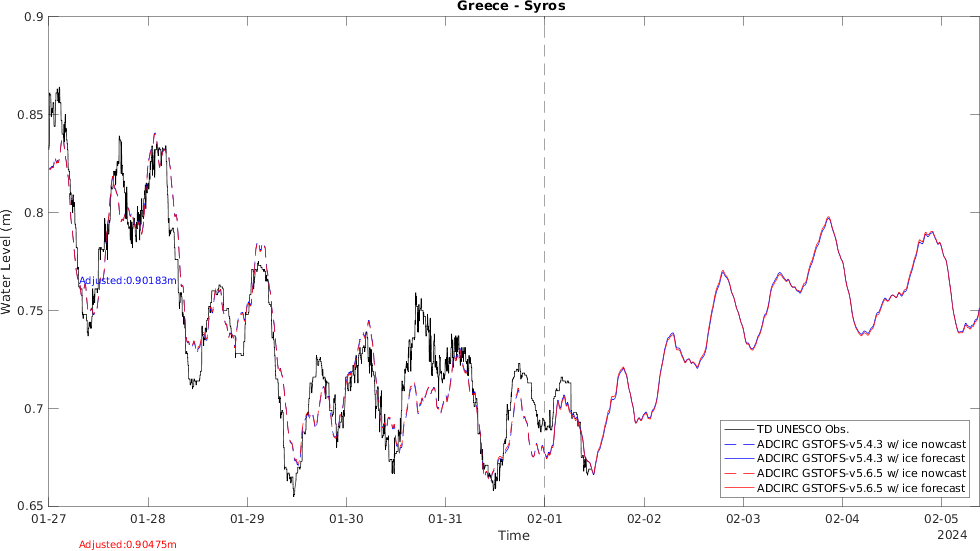 Greece - Syros
0.9
0.85
0.8
0.75
0.7
0.65
Water Level (m)
Adjusted:0.90183m
TD UNESCO Obs.
ADCIRC GSTOFS-v5.4.3 w/ ice nowcast
ADCIRC GSTOFS-v5.4.3 w/ ice forecast
ADCIRC GSTOFS-v5.6.5 w/ ice nowcast
ADCIRC GSTOFS-v5.6.5 w/ ice forecast
01-27 01-28 01-29 01-30 01-31 02-01 02-02 02-03 02-04 02-05
Time
2024
Adjusted:0.90475m